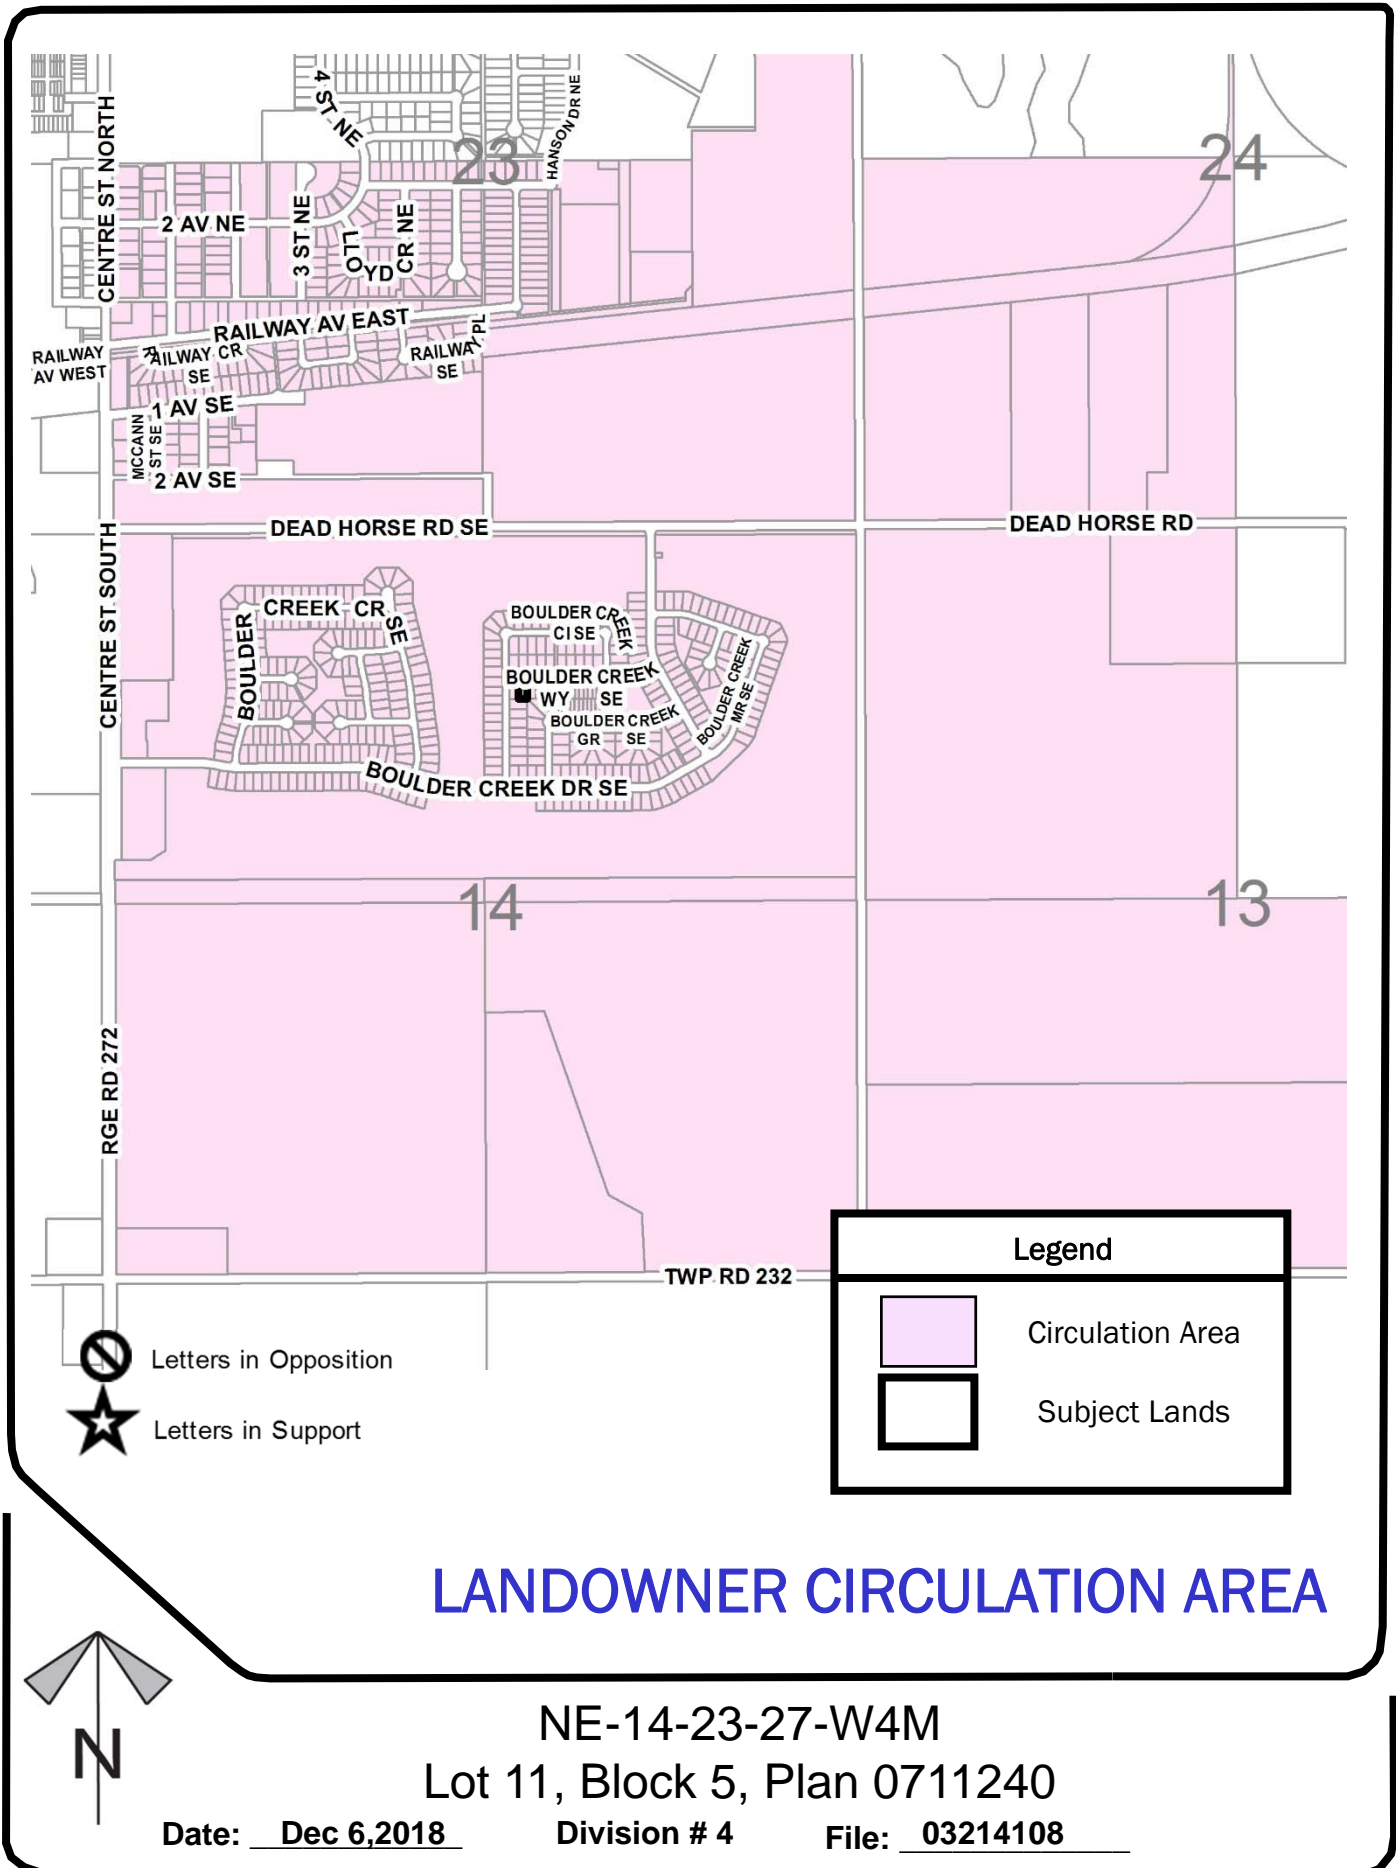 4 ST NE
HANSON DR NE
23
24
CENTRE ST NORTH
2 AV NE
3 ST NE
LLOYD CR NE
RAILWAY AV EAST
RAILWAY PL
SE
RAILWAY
AV WEST
RAILWAY CR
SE
1 AV SE
MCCANN
ST SE
2 AV SE
DEAD HORSE RD SE
DEAD HORSE RD
CENTRE ST SOUTH
BOULDER CREEK CR SE
BOULDER CREEK
CI SE
BOULDER CREEK
WY SE
BOULDER CREEK
GR SE
BOULDER CREEK
MR SE
BOULDER CREEK DR SE
14
13
RGE RD 272
TWP RD 232
Legend
Circulation Area
Subject Lands
Letters in Opposition
Letters in Support
LANDOWNER CIRCULATION AREA
N
NE-14-23-27-W4M
Lot 11, Block 5, Plan 0711240
Date: Dec 6,2018 Division # 4 File: 03214108